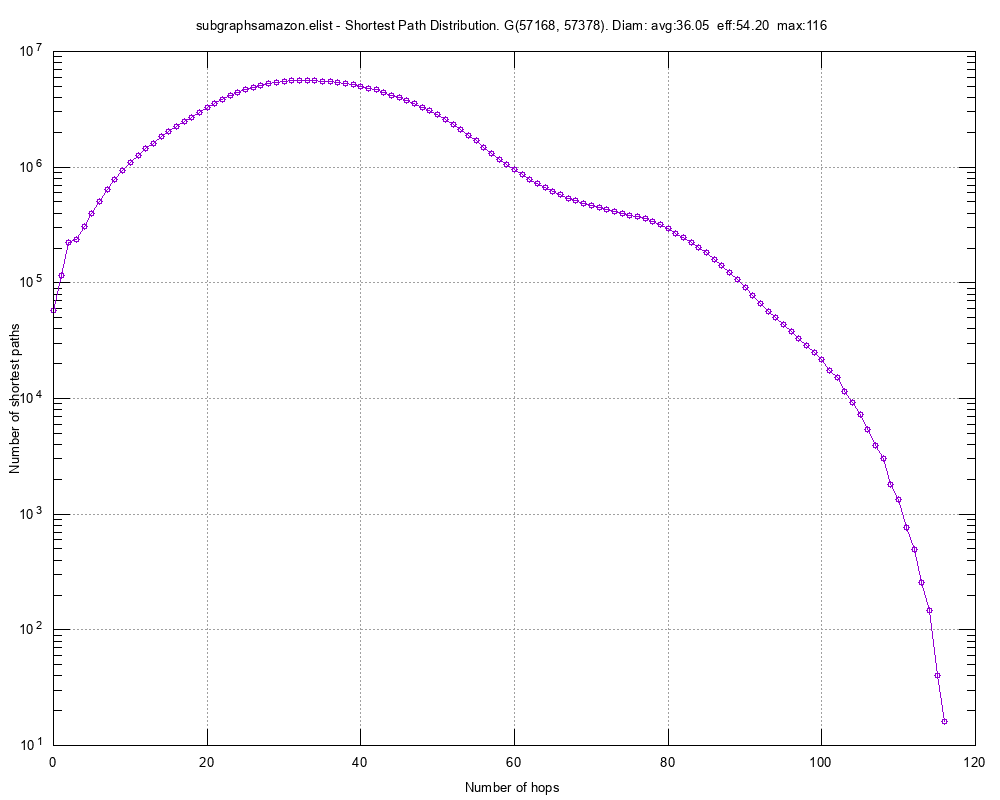 subgraphsamazon.elist - Shortest Path Distribution. G(57168, 57378). Diam: avg:36.05  eff:54.20  max:116
10^7
10^6
10^5
10^4
10^3
10^2
10^1
Number of shortest paths
0 20 40 60 80 100 120
Number of hops